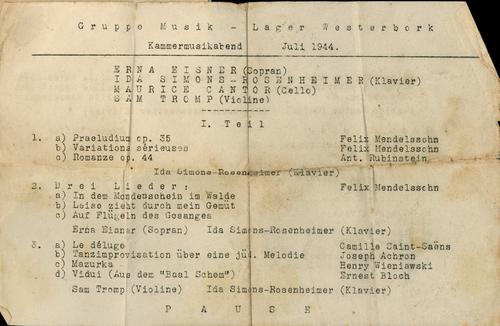 Gruppe Musik - Lager Westerbork
Kammermusikabend Juli 1944.
ERNA EISNER (Sopran)
IDA SIMONS-ROSENHEIMER (Klavier)
MAURICE CANTOR (Cello)
SAM TROMP (Violine)
I. Teil
1. a) Praeludium op. 35 Felix Mendelssohn
b) Variations sérieuses Felix Mendelssohn
c) Romanze op. 44 Ant. Rubinstein
Ida Simons-Rosenheimer (Klavier)
2. Drei Lieder: Felix Mendelssohn
a) In dem Mondenschein im Walde
b) Leise zieht durch mein Gemüt
c) Auf Flügeln des Gesanges
Erna Eisner (Sopran) Ida Simons-Rosenheimer (Klavier)
3. a) Le déluge Camille Saint-Saëns
b) Tanzimprovisation über eine jüd. Melodie Joseph Achron
c) Mazurka Henry Wieniawski
d) Vidui (Aus dem "Baal Schem") Ernest Bloch
Sam Tromp (Violine) Ida Simons-Rosenheimer (Klavier)
PAUSE